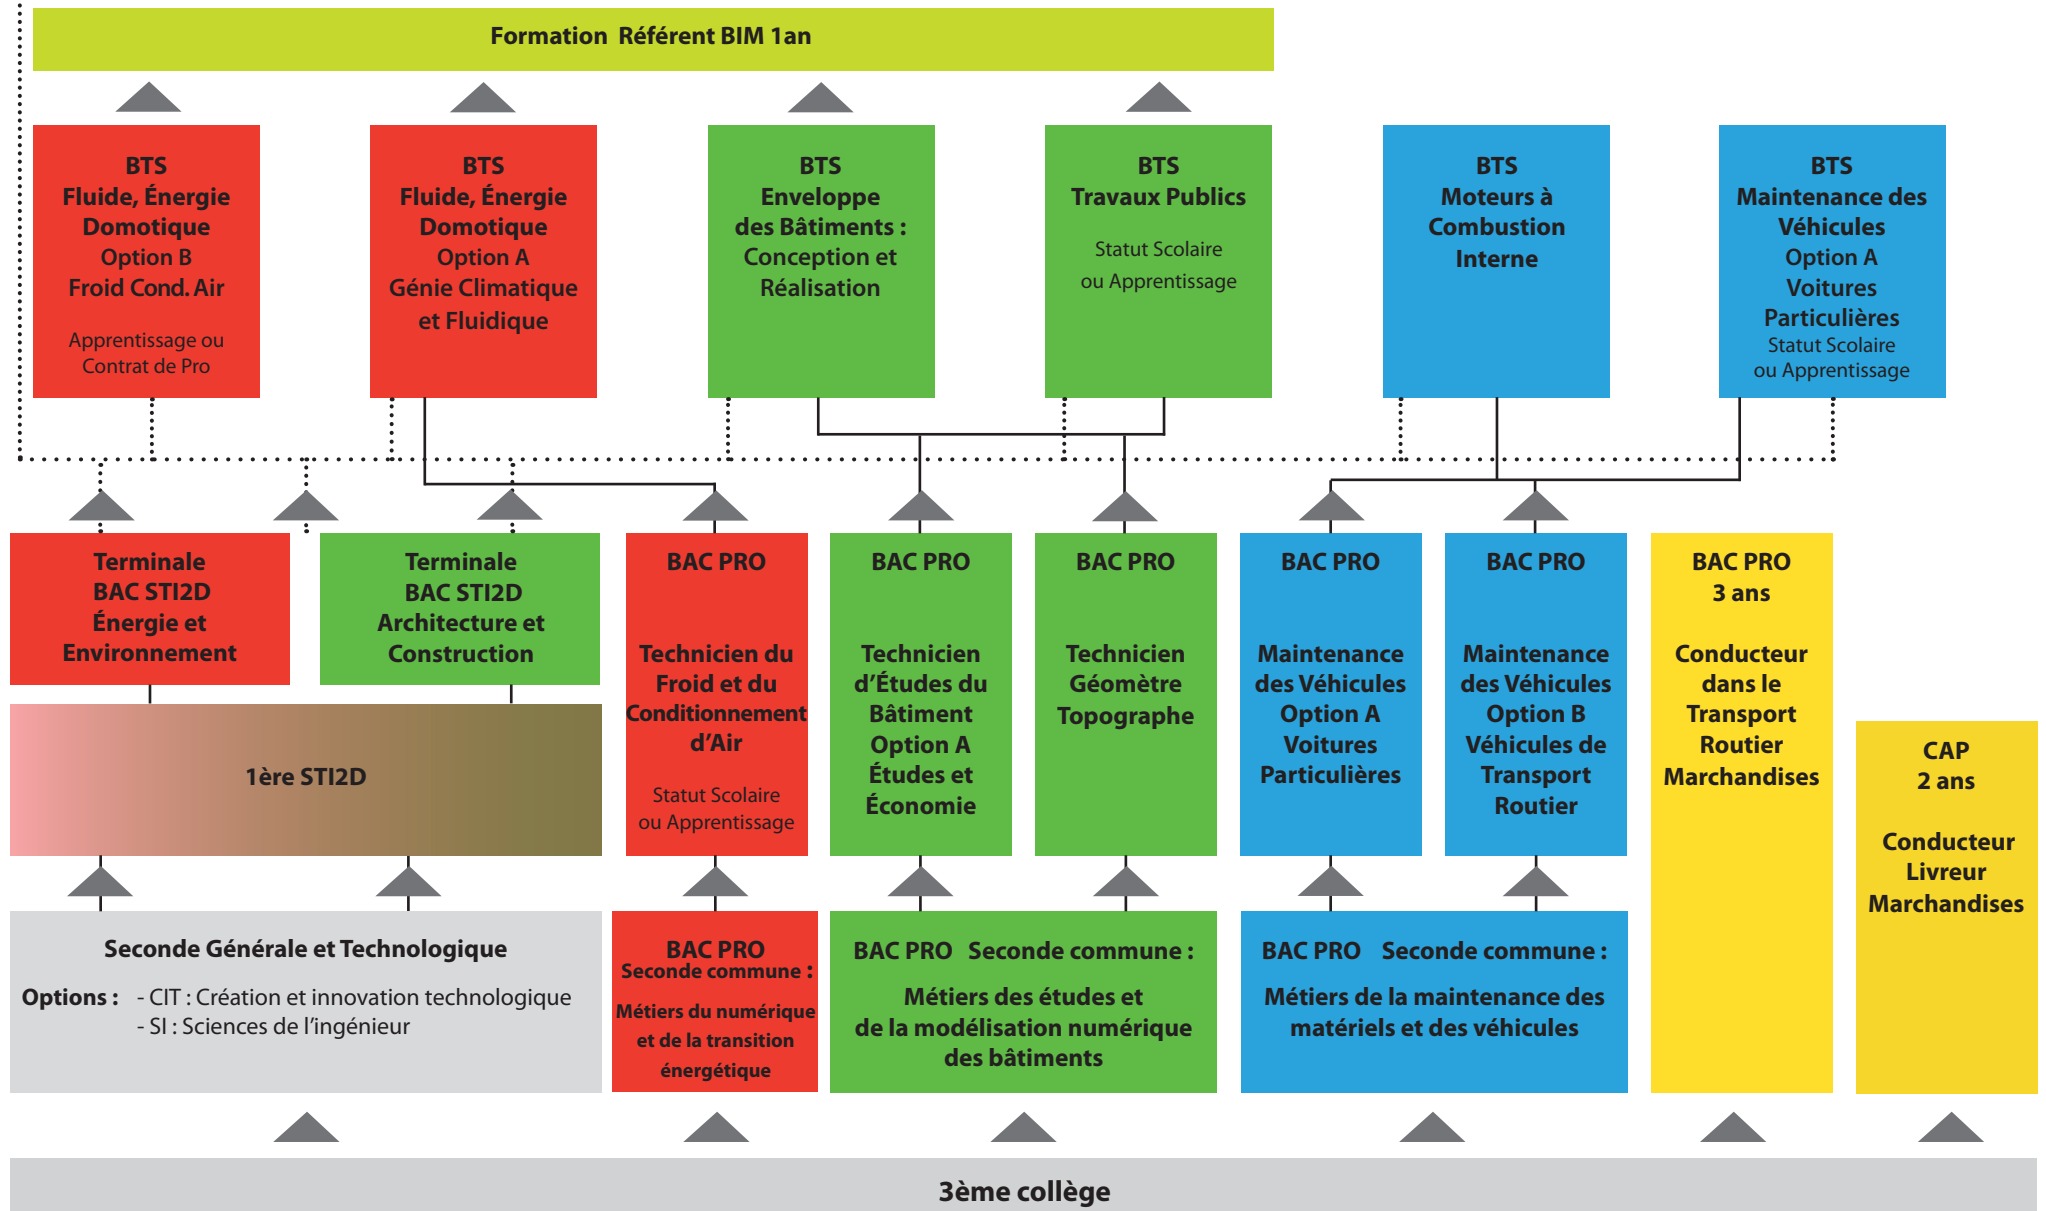 Formation Référent BIM 1an
BTS
Fluide, Énergie
Domotique
Option B
Froid Cond. Air
Apprentissage ou
Contrat de Pro
BTS
Fluide, Énergie
Domotique
Option A
Génie Climatique
et Fluidique
BTS
Enveloppe
des Bâtiments :
Conception et
Réalisation
BTS
Travaux Publics
Statut Scolaire
ou Apprentissage
BTS
Moteurs à
Combustion
Interne
BTS
Maintenance des
Véhicules
Option A
Voitures
Particulières
Statut Scolaire
ou Apprentissage
Terminale
BAC STI2D
Énergie et
Environnement
Terminale
BAC STI2D
Architecture et
Construction
BAC PRO
Technicien du
Froid et du
Conditionnement
d'Air
Statut Scolaire
ou Apprentissage
BAC PRO
Technicien
d'Études du
Bâtiment
Option A
Études et
Économie
BAC PRO
Technicien
Géomètre
Topographe
BAC PRO
Maintenance
des Véhicules
Option A
Voitures
Particulières
BAC PRO
Maintenance
des Véhicules
Option B
Véhicules de
Transport
Routier
BAC PRO
3 ans
Conducteur
dans le
Transport
Routier
Marchandises
CAP
2 ans
Conducteur
Livreur
Marchandises
1ère STI2D
Seconde Générale et Technologique
Options : - CIT : Création et innovation technologique
- SI : Sciences de l'ingénieur
BAC PRO
Seconde commune :
Métiers du numérique
et de la transition
énergétique
BAC PRO Seconde commune :
Métiers des études et
de la modélisation numérique
des bâtiments
BAC PRO Seconde commune :
Métiers de la maintenance des
matériels et des véhicules
3ème collège